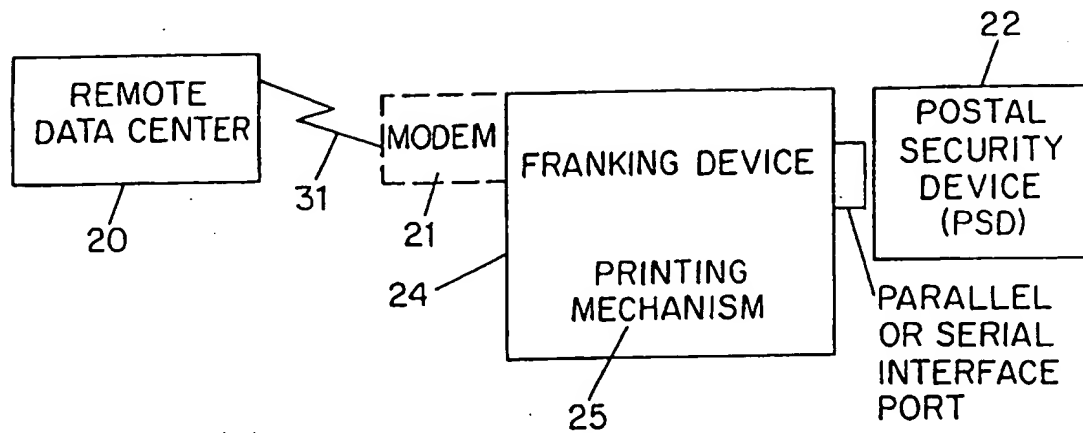 REMOTE
DATA CENTER
20
31
MODEM
21
FRANKING DEVICE
24
PRINTING
MECHANISM
25
22
POSTAL
SECURITY
DEVICE
(PSD)
PARALLEL
OR SERIAL
INTERFACE
PORT